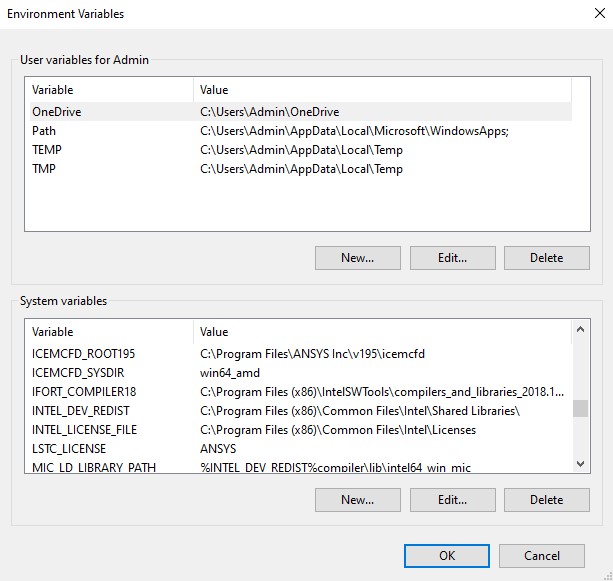 Environment Variables
User variables for Admin
Variable Value
OneDrive C:\Users\Admin\OneDrive
Path C:\Users\Admin\AppData\Local\Microsoft\WindowsApps;
TEMP C:\Users\Admin\AppData\Local\Temp
TMP C:\Users\Admin\AppData\Local\Temp
New... Edit... Delete
System variables
Variable Value
ICEMCFD_ROOT195 C:\Program Files\ANSYS Inc\v195\icemcfd
ICEMCFD_SYSDIR win64_amd
IFORT_COMPILER18 C:\Program Files (x86)\IntelSWTools\compilers_and_libraries_2018.1...
INTEL_DEV_REDIST C:\Program Files (x86)\Common Files\Intel\Shared Libraries\
INTEL_LICENSE_FILE C:\Program Files (x86)\Common Files\Intel\Licenses
LSTC_LICENSE ANSYS
MIC_LD_LIBRARY_PATH %INTEL_DEV_REDIST%compiler\lib\intel64_win_mic
New... Edit... Delete
OK Cancel